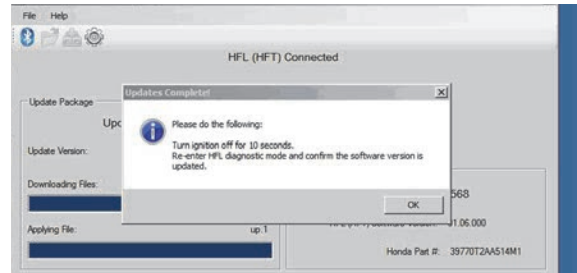 File Help
HFL (HFT) Connected
Updates Complete!
Update Package
Please do the following:
Turn ignition off for 10 seconds.
Re-enter HFL diagnostic mode and confirm the software version is
updated.
Update Version:
Downloading Files:
OK
568
Applying File:
up.1
01.06.000
Honda Part #: 39770T2AA514M1